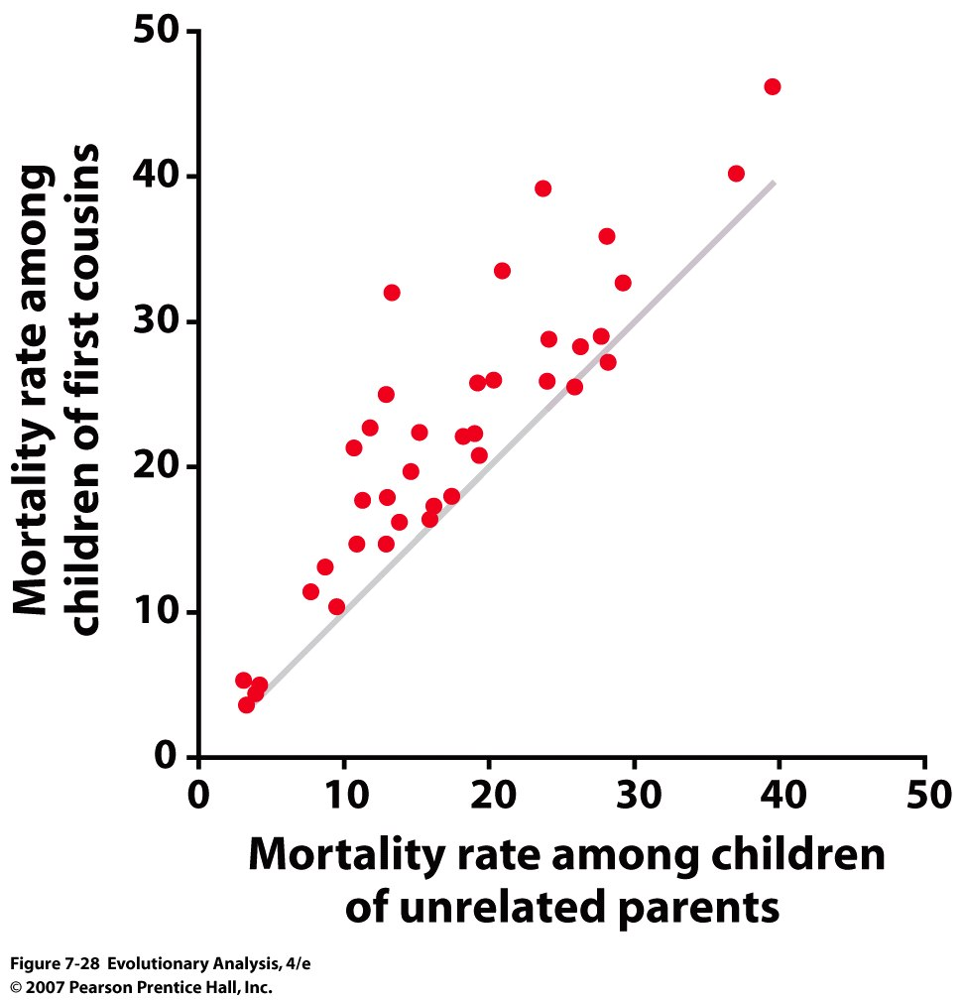 50
40
30
20
10
0
0 10 20 30 40 50
Mortality rate among
children of first cousins
Mortality rate among children
of unrelated parents
Figure 7-28 Evolutionary Analysis, 4/e
© 2007 Pearson Prentice Hall, Inc.